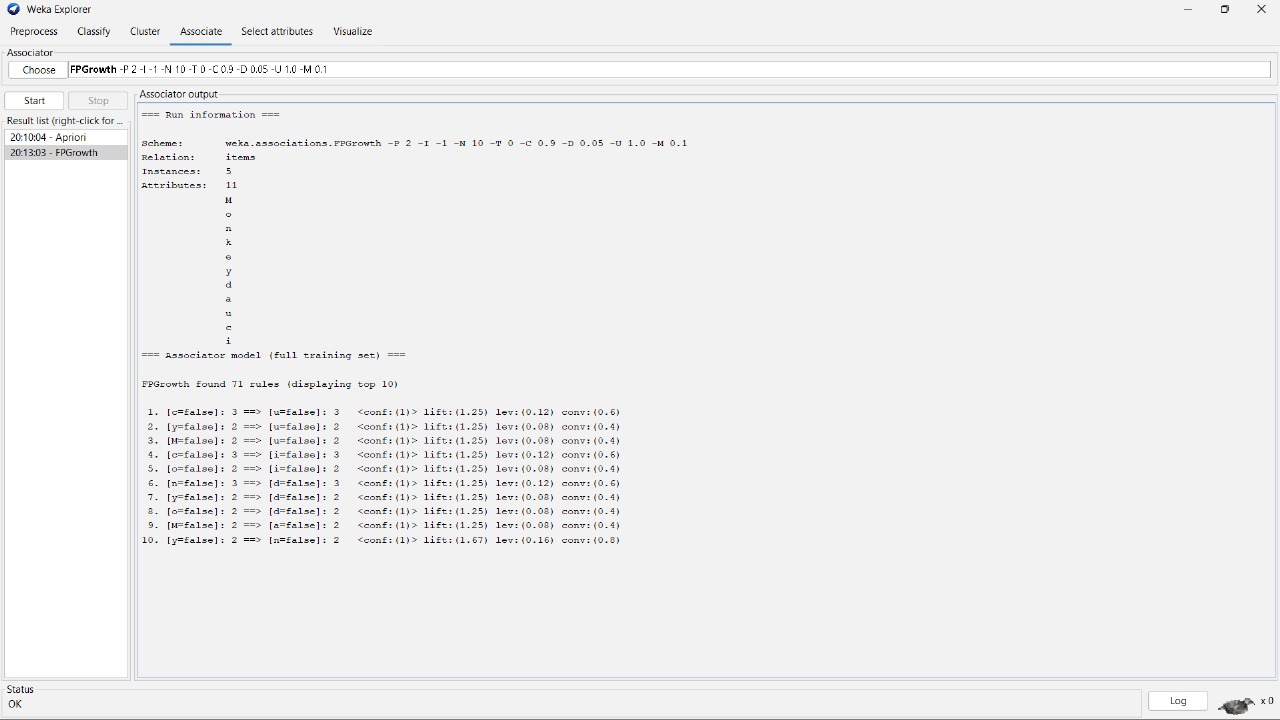 Weka Explorer
Preprocess Classify Cluster Associate Select attributes Visualize
Associator
Choose FPGrowth -P 2 -I -1 -N 10 -T 0 -C 0.9 -D 0.05 -U 1.0 -M 0.1
Start Stop
Result list (right-click for ...
20:10:04 - Apriori
20:13:03 - FPGrowth
Associator output
=== Run information ===
Scheme: weka.associations.FPGrowth -P 2 -I -1 -N 10 -T 0 -C 0.9 -D 0.05 -U 1.0 -M 0.1
Relation: items
Instances: 5
Attributes: 11
M
o
n
k
e
y
d
a
u
c
i
=== Associator model (full training set) ===
FPGrowth found 71 rules (displaying top 10)
1. [c=false]: 3 ==> [u=false]: 3 <conf:(1)> lift:(1.25) lev:(0.12) conv:(0.6)
2. [y=false]: 2 ==> [u=false]: 2 <conf:(1)> lift:(1.25) lev:(0.08) conv:(0.4)
3. [M=false]: 2 ==> [u=false]: 2 <conf:(1)> lift:(1.25) lev:(0.08) conv:(0.4)
4. [c=false]: 3 ==> [i=false]: 3 <conf:(1)> lift:(1.25) lev:(0.12) conv:(0.6)
5. [o=false]: 2 ==> [i=false]: 2 <conf:(1)> lift:(1.25) lev:(0.08) conv:(0.4)
6. [n=false]: 3 ==> [d=false]: 3 <conf:(1)> lift:(1.25) lev:(0.12) conv:(0.6)
7. [y=false]: 2 ==> [d=false]: 2 <conf:(1)> lift:(1.25) lev:(0.08) conv:(0.4)
8. [o=false]: 2 ==> [d=false]: 2 <conf:(1)> lift:(1.25) lev:(0.08) conv:(0.4)
9. [M=false]: 2 ==> [a=false]: 2 <conf:(1)> lift:(1.25) lev:(0.08) conv:(0.4)
10. [y=false]: 2 ==> [n=false]: 2 <conf:(1)> lift:(1.67) lev:(0.16) conv:(0.8)
Status
OK
Log
x 0